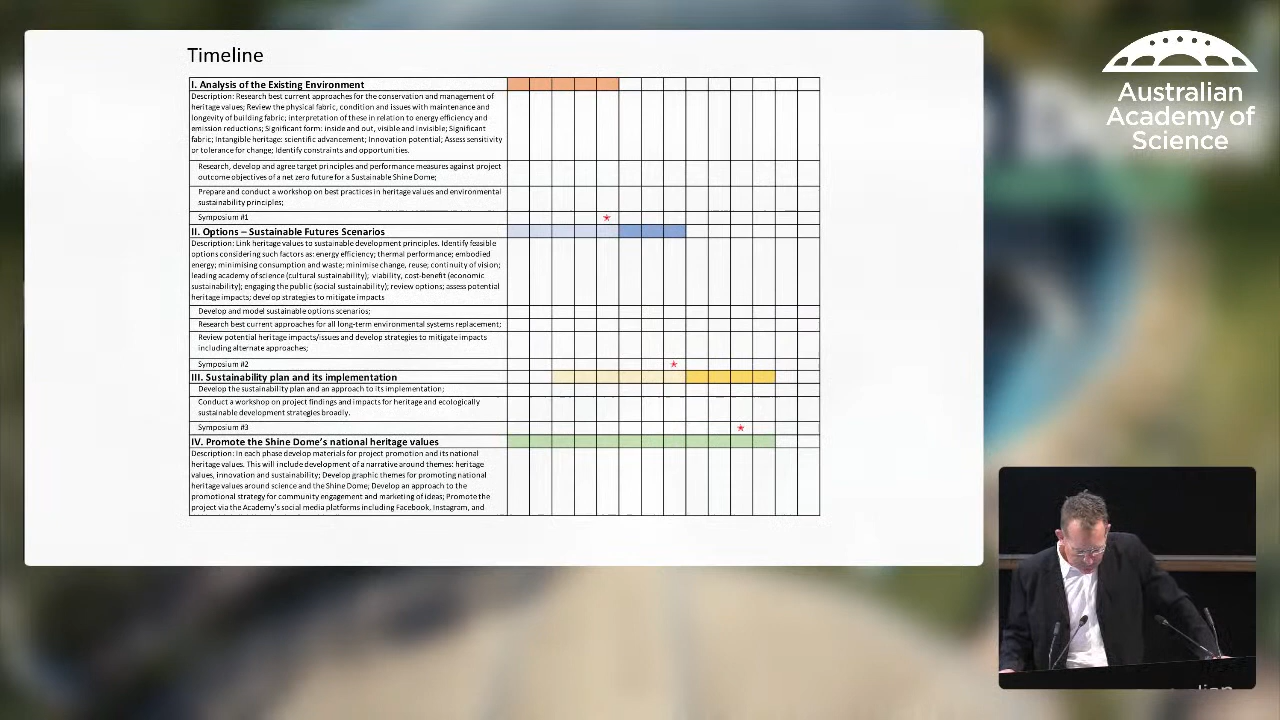 Timeline
I. Analysis of the Existing Environment
Description: Research best current approaches for the conservation and management of
heritage values; Review the physical fabric, condition and issues with maintenance and
longevity of building fabric; interpretation of these in relation to energy efficiency and
emission reductions; Significant form: inside and out, visible and invisible; Significant
fabric; Intangible heritage: scientific advancement; Innovation potential; Assess sensitivity
or tolerance for change; Identify constraints and opportunities.
Research, develop and agree target principles and performance measures against project
outcome objectives of a net zero future for a Sustainable Shine Dome;
Prepare and conduct a workshop on best practices in heritage values and environmental
sustainability principles;
Symposium #1
*
II. Options – Sustainable Futures Scenarios
Description: Link heritage values to sustainable development principles. Identify feasible
options considering such factors as: energy efficiency; thermal performance; embodied
energy; minimising consumption and waste; minimise change, reuse; continuity of vision;
leading academy of science (cultural sustainability); viability, cost-benefit (economic
sustainability); engaging the public (social sustainability); review options; assess potential
heritage impacts; develop strategies to mitigate impacts
Develop and model sustainable options scenarios;
Research best current approaches for all long-term environmental systems replacement;
Review potential heritage impacts/issues and develop strategies to mitigate impacts
including alternate approaches;
Symposium #2
*
III. Sustainability plan and its implementation
Develop the sustainability plan and an approach to its implementation;
Conduct a workshop on project findings and impacts for heritage and ecologically
sustainable development strategies broadly.
Symposium #3
*
IV. Promote the Shine Dome's national heritage values
Description: In each phase develop materials for project promotion and its national
heritage values. This will include development of a narrative around themes: heritage
values, innovation and sustainability; Develop graphic themes for promoting national
heritage values around science and the Shine Dome; Develop an approach to the
promotional strategy for community engagement and marketing of ideas; Promote the
project via the Academy's social media platforms including Facebook, Instagram, and
Australian
Academy of
Science